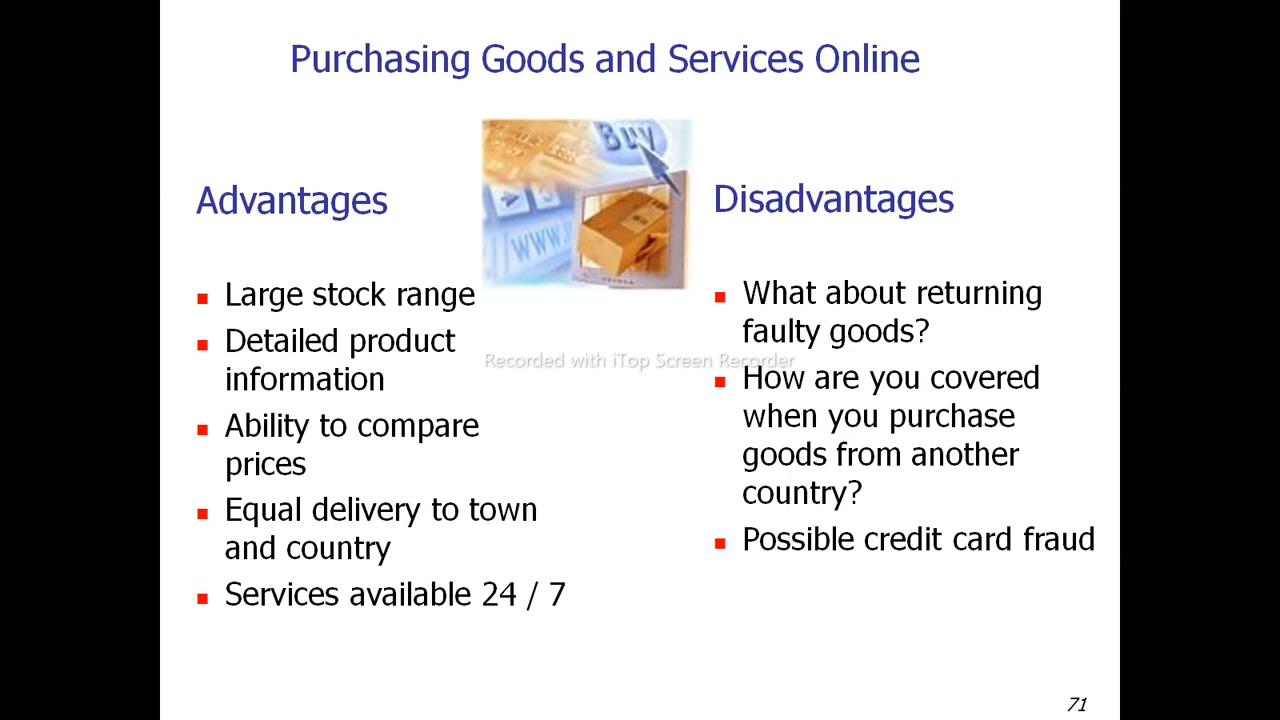 Purchasing Goods and Services Online
Buy
WWW.
Advantages
Large stock range
Detailed product
information
Ability to compare
prices
Equal delivery to town
and country
Services available 24 / 7
Disadvantages
What about returning
faulty goods?
How are you covered
when you purchase
goods from another
country?
Possible credit card fraud
Recorded with iTop Screen Recorder
71